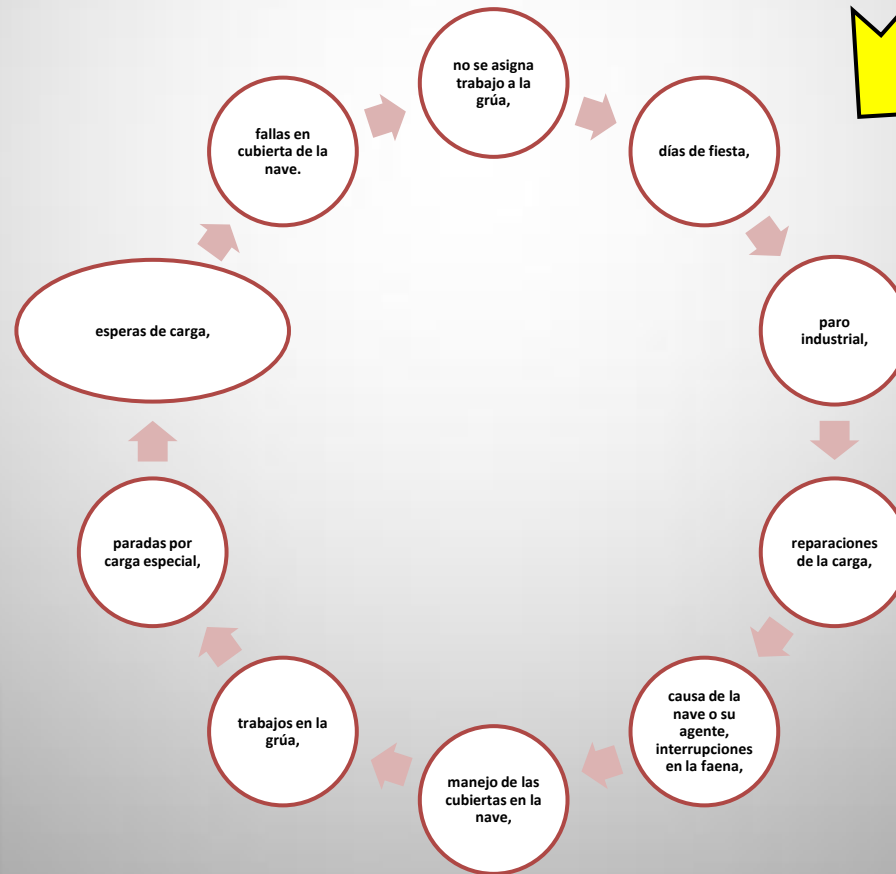 no se asigna
trabajo a la
grúa,
días de fiesta,
paro
industrial,
reparaciones
de la carga,
causa de la
nave o su
agente,
interrupciones
en la faena,
manejo de las
cubiertas en la
nave,
trabajos en la
grúa,
paradas por
carga especial,
esperas de carga,
fallas en
cubierta de la
nave.